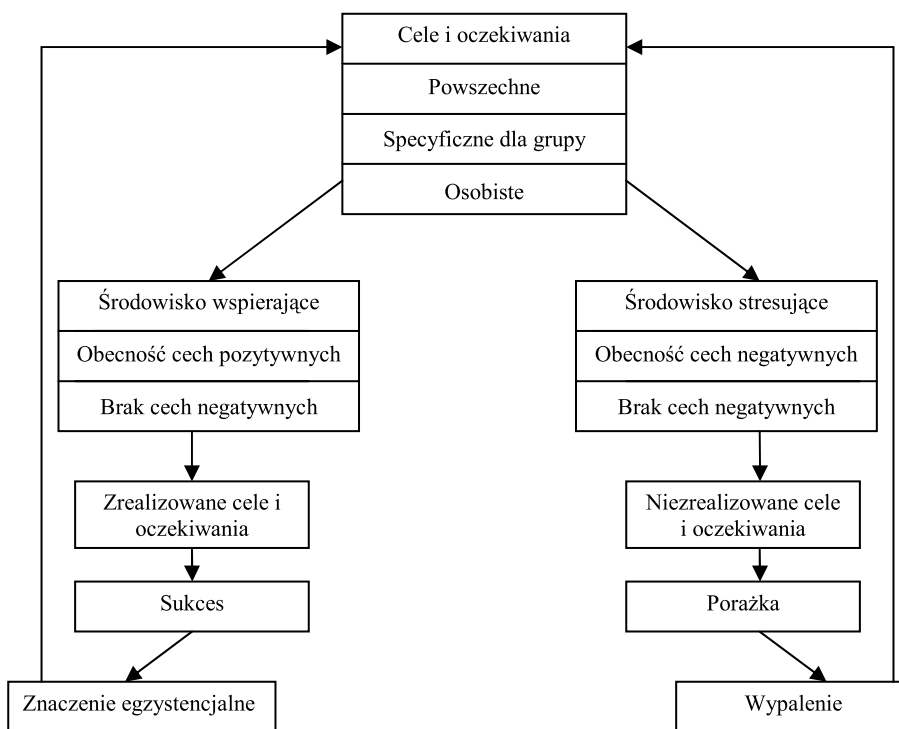 Cele i oczekiwania
Powszechne
Specyficzne dla grupy
Osobiste
Środowisko wspierające
Obecność cech pozytywnych
Brak cech negatywnych
Środowisko stresujące
Obecność cech negatywnych
Brak cech negatywnych
Zrealizowane cele i
oczekiwania
Niezrealizowane cele
i oczekiwania
Sukces
Porażka
Znaczenie egzystencjalne
Wypalenie